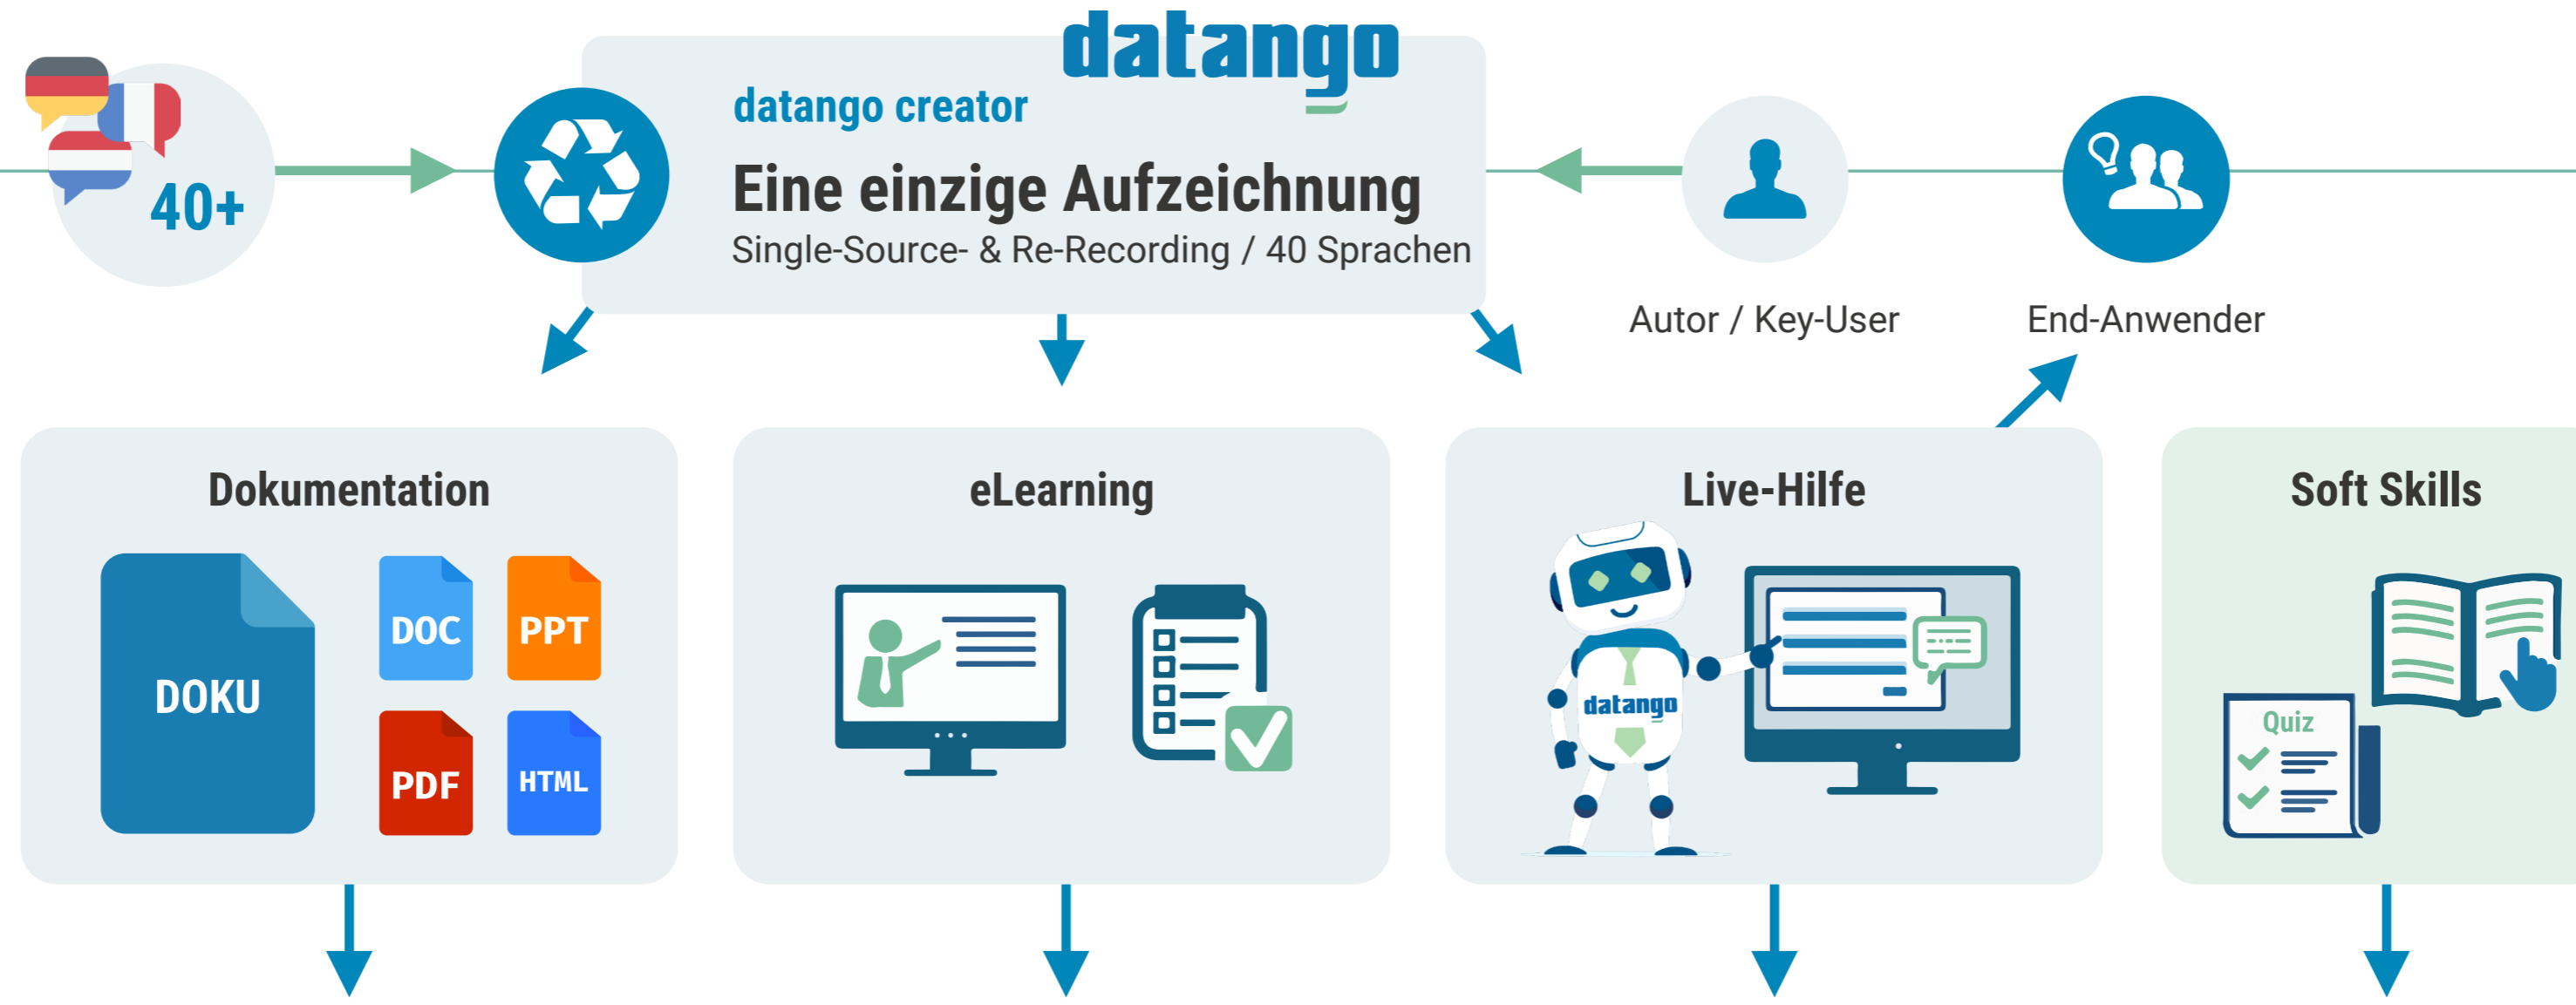 datango
datango creator
40+
Eine einzige Aufzeichnung
Single-Source- & Re-Recording / 40 Sprachen
Autor / Key-User
End-Anwender
Dokumentation
DOKU
DOC
PPT
PDF
HTML
eLearning
Live-Hilfe
datango
Soft Skills
Quiz